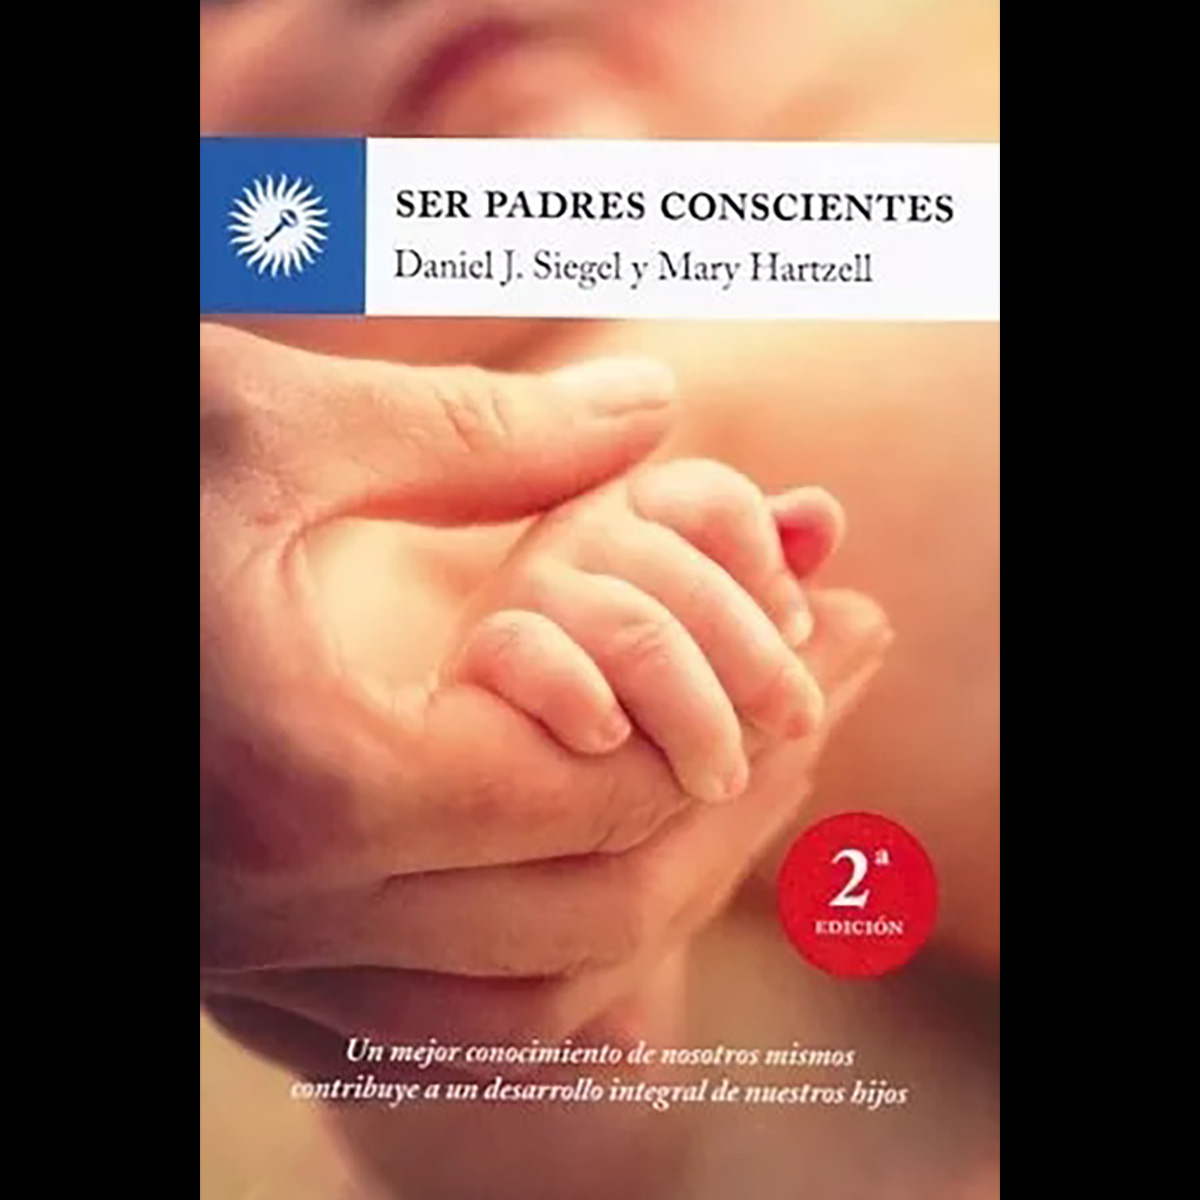 SER PADRES CONSCIENTES
Daniel J. Siegel y Mary Hartzell
2ª
EDICIÓN
Un mejor conocimiento de nosotros mismos
contribuye a un desarrollo integral de nuestros hijos